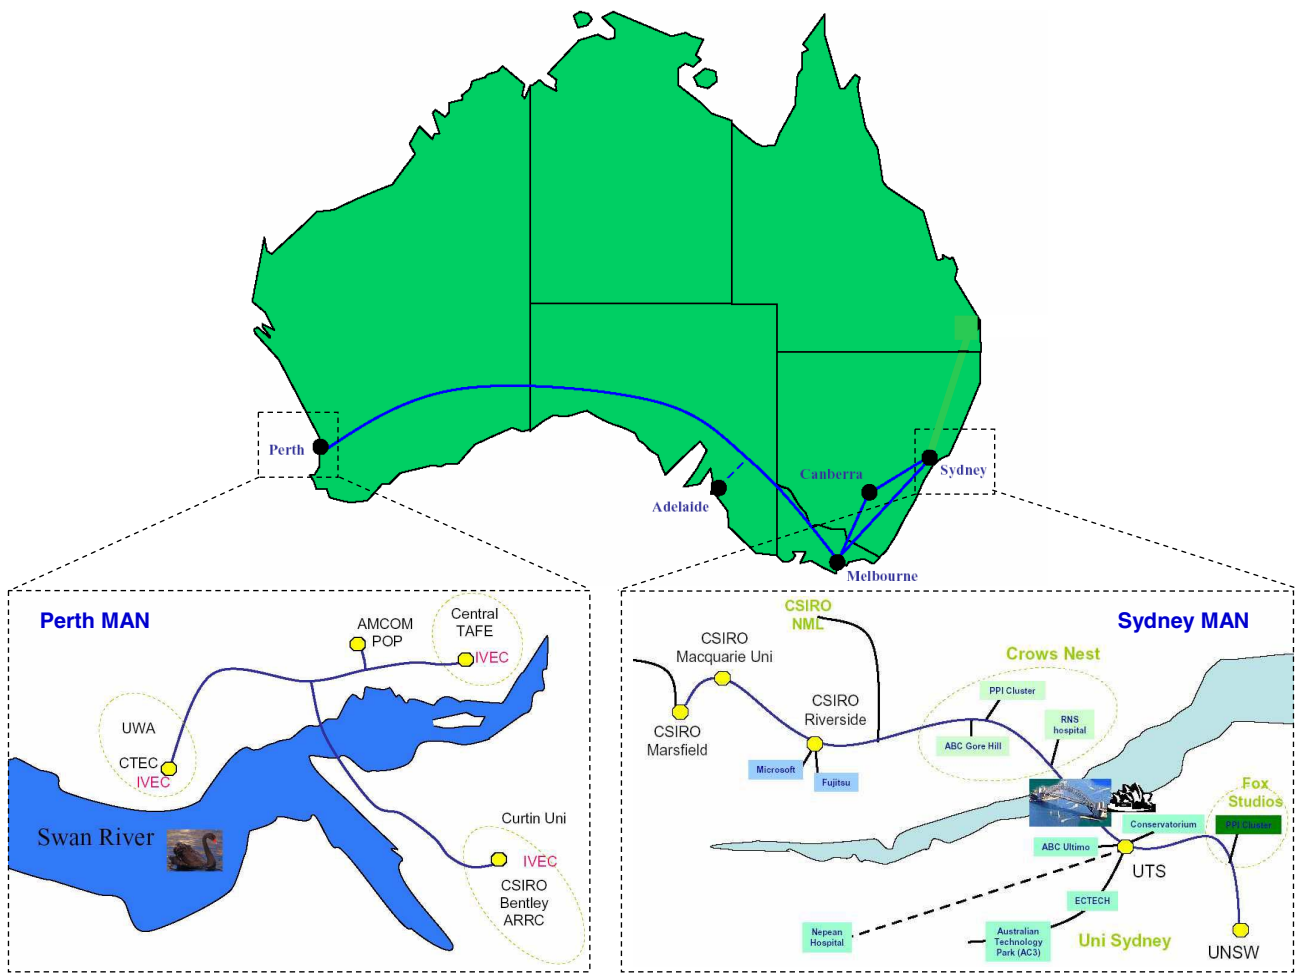 Perth
Canberra
Sydney
Adelaide
Melbourne
Perth MAN
AMCOM
POP
Central
TAFE
IVEC
UWA
CTEC
IVEC
Swan River
Curtin Uni
IVEC
CSIRO
Bentley
ARRC
Sydney MAN
CSIRO
NML
CSIRO
Macquarie Uni
Crows Nest
PPI Cluster
CSIRO
Riverside
RNS
hospital
CSIRO
Marsfield
ABC Gore Hill
Microsoft
Fujitsu
Fox
Studios
Conservatorium
PPI Cluster
ABC Ultimo
UTS
ECTECH
Nepean
Hospital
Australian
Technology
Park (AC3)
Uni Sydney
UNSW